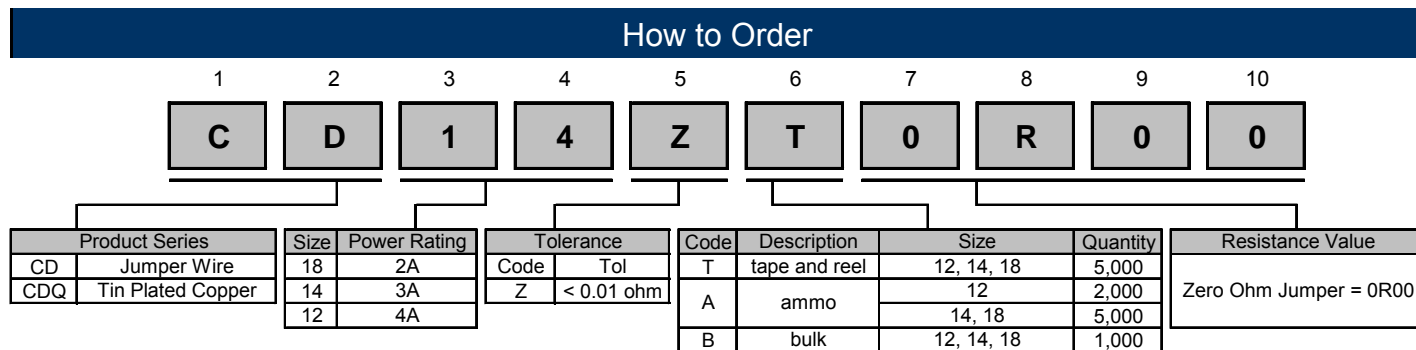 How to Order
1 2 3 4 5 6 7 8 9 10
C D 1 4 Z T 0 R 0 0
Product Series
CD Jumper Wire
CDQ Tin Plated Copper
Size Power Rating
18 2A
14 3A
12 4A
Tolerance
Code Tol
Z < 0.01 ohm
Code Description Size Quantity
T tape and reel 12, 14, 18 5,000
A ammo 12 2,000
14, 18 5,000
B bulk 12, 14, 18 1,000
Resistance Value
Zero Ohm Jumper = 0R00